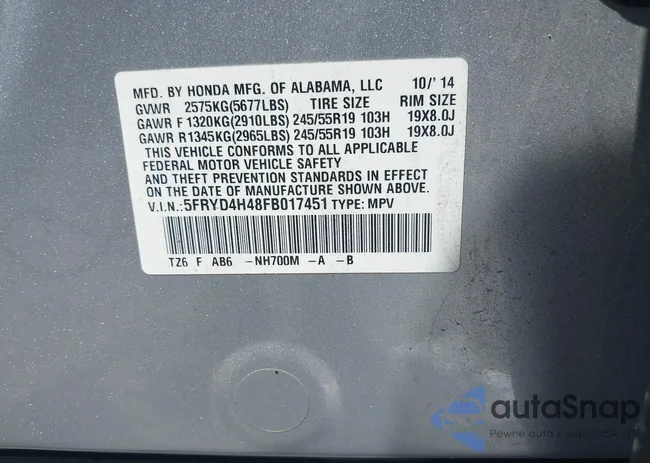 MFD. BY HONDA MFG. OF ALABAMA, LLC 10/' 14
GVWR 2575KG(5677LBS) TIRE SIZE RIM SIZE
GAWR F 1320KG(2910LBS) 245/55R19 103H 19X8.0J
GAWR R1345KG(2965LBS) 245/55R19 103H 19X8.0J
THIS VEHICLE CONFORMS TO ALL APPLICABLE
FEDERAL MOTOR VEHICLE SAFETY
AND THEFT PREVENTION STANDARDS IN EFFECT
ON THE DATE OF MANUFACTURE SHOWN ABOVE.
V.I.N.: 5FRYD4H48FB017451 TYPE: MPV
TZ6 F AB6 -NH700M -A -B
autoSnap
Pewne auto z